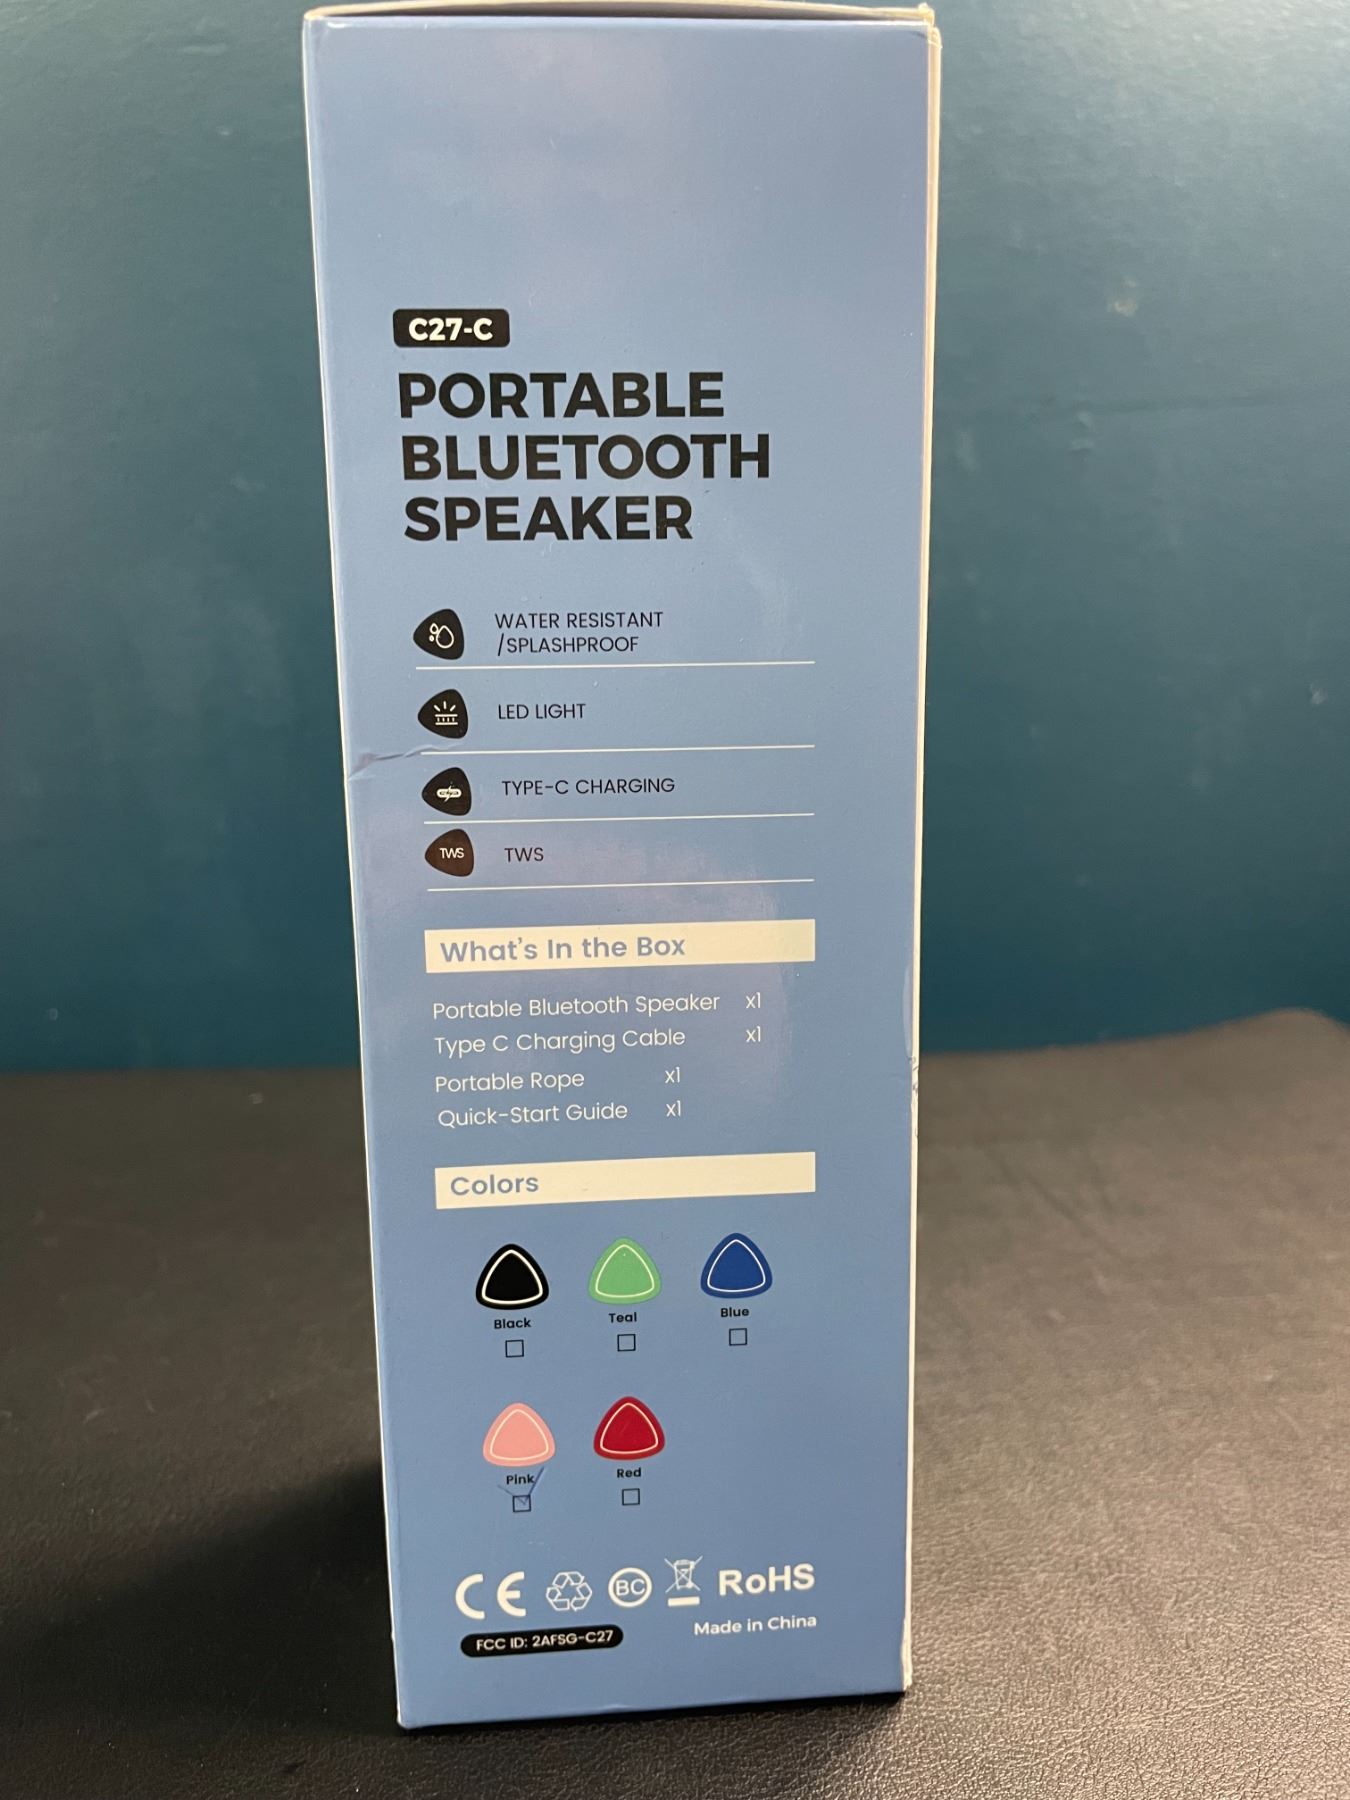 C27-C
PORTABLE
BLUETOOTH
SPEAKER
WATER RESISTANT
/SPLASHPROOF
LED LIGHT
TYPE-C CHARGING
TWS TWS
What's In the Box
Portable Bluetooth Speaker x1
Type C Charging Cable x1
Portable Rope x1
Quick-Start Guide x1
Colors
Black Teal Blue
Pink Red
CE BC RoHS
FCC ID: 2AFSG-C27 Made in China